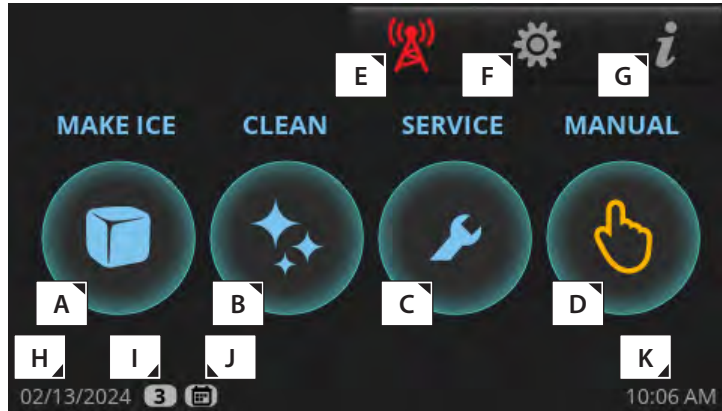 E F G
MAKE ICE CLEAN SERVICE MANUAL
A B C D
H I J K
02/13/2024 3 10:06 AM